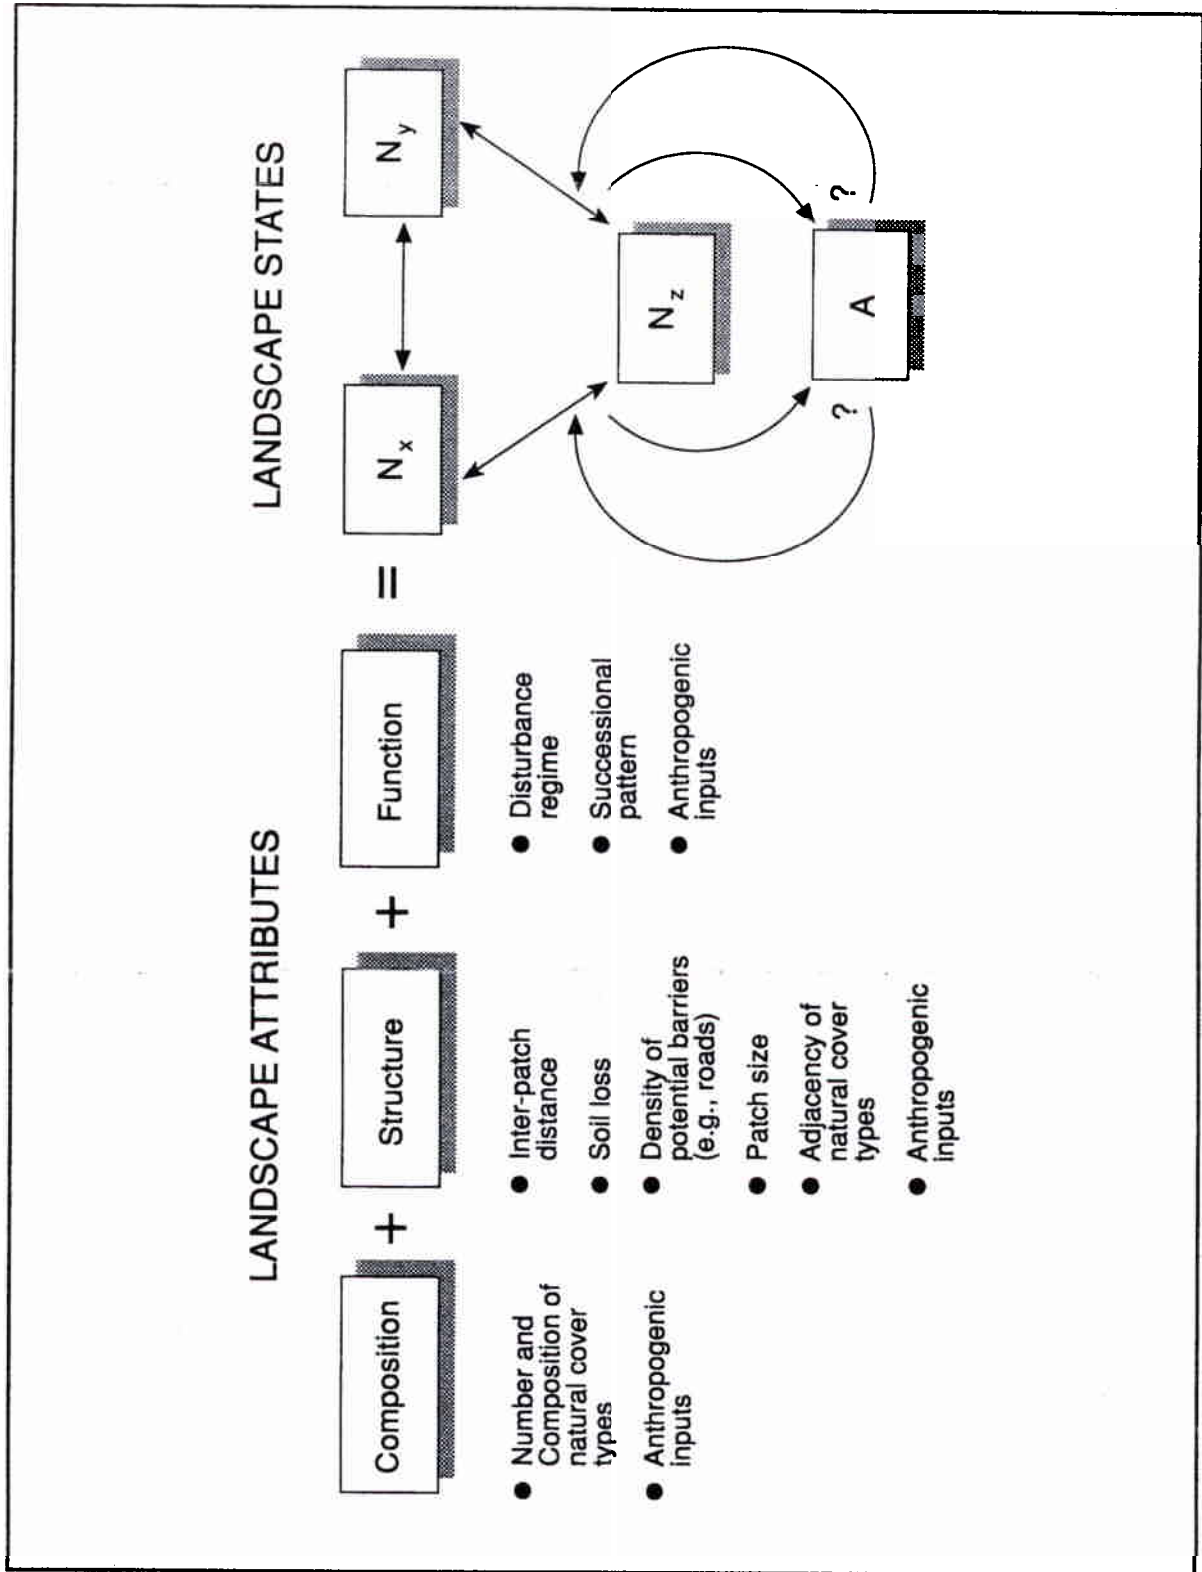 LANDSCAPE ATTRIBUTES
LANDSCAPE STATES
Composition + Structure + Function = Nx Ny
● Number and
Composition of
natural cover
types
● Anthropogenic
inputs
● Inter-patch
distance
● Soil loss
● Density of
potential barriers
(e.g., roads)
● Patch size
● Adjacency of
natural cover
types
● Anthropogenic
inputs
● Disturbance
regime
● Successional
pattern
● Anthropogenic
inputs
Nz
? A ?